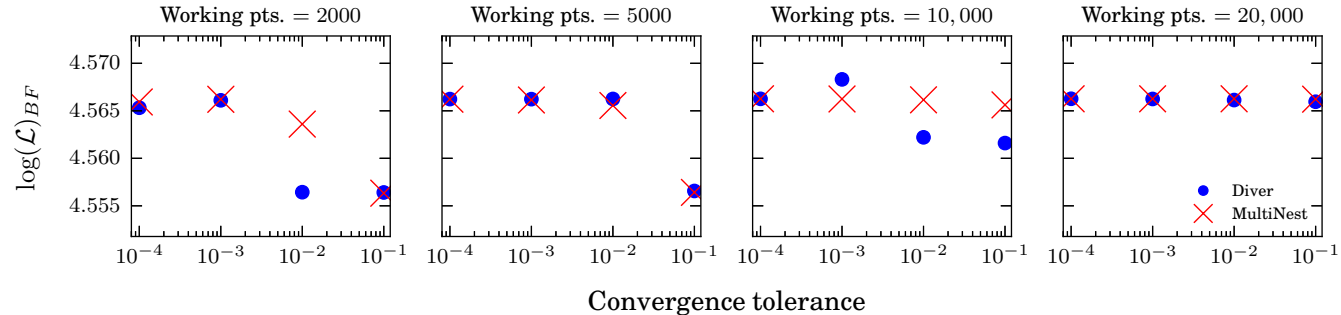 Working pts. = 2000
Working pts. = 5000
Working pts. = 10,000
Working pts. = 20,000
log(ℒ)_{BF}
4.570
4.565
4.560
4.555
10^{-4} 10^{-3} 10^{-2} 10^{-1}
10^{-4} 10^{-3} 10^{-2} 10^{-1}
10^{-4} 10^{-3} 10^{-2} 10^{-1}
10^{-4} 10^{-3} 10^{-2} 10^{-1}
Diver
MultiNest
Convergence tolerance